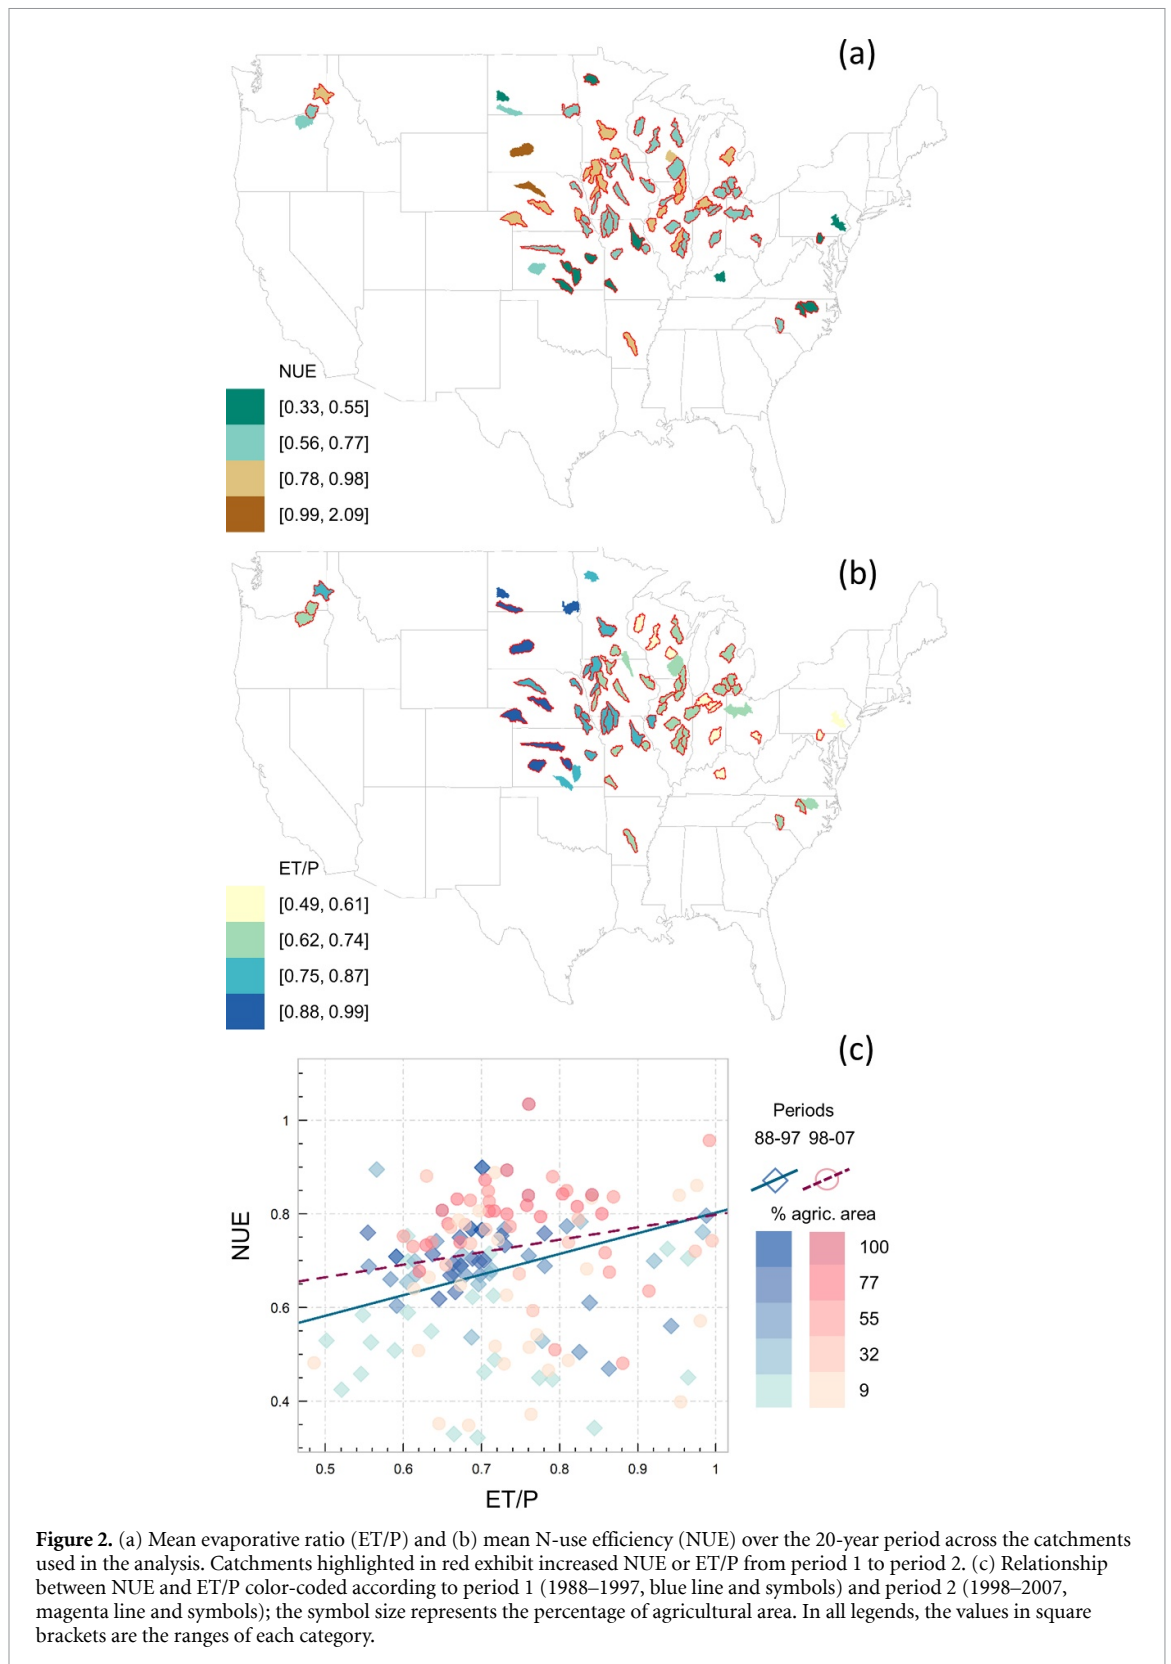 (a)
NUE
[0.33, 0.55]
[0.56, 0.77]
[0.78, 0.98]
[0.99, 2.09]
(b)
ET/P
[0.49, 0.61]
[0.62, 0.74]
[0.75, 0.87]
[0.88, 0.99]
(c)
NUE
1
0.8
0.6
0.4
0.5 0.6 0.7 0.8 0.9 1
ET/P
Periods
88-97 98-07
% agric. area
100
77
55
32
9
Figure 2. (a) Mean evaporative ratio (ET/P) and (b) mean N-use efficiency (NUE) over the 20-year period across the catchments
used in the analysis. Catchments highlighted in red exhibit increased NUE or ET/P from period 1 to period 2. (c) Relationship
between NUE and ET/P color-coded according to period 1 (1988–1997, blue line and symbols) and period 2 (1998–2007,
magenta line and symbols); the symbol size represents the percentage of agricultural area. In all legends, the values in square
brackets are the ranges of each category.